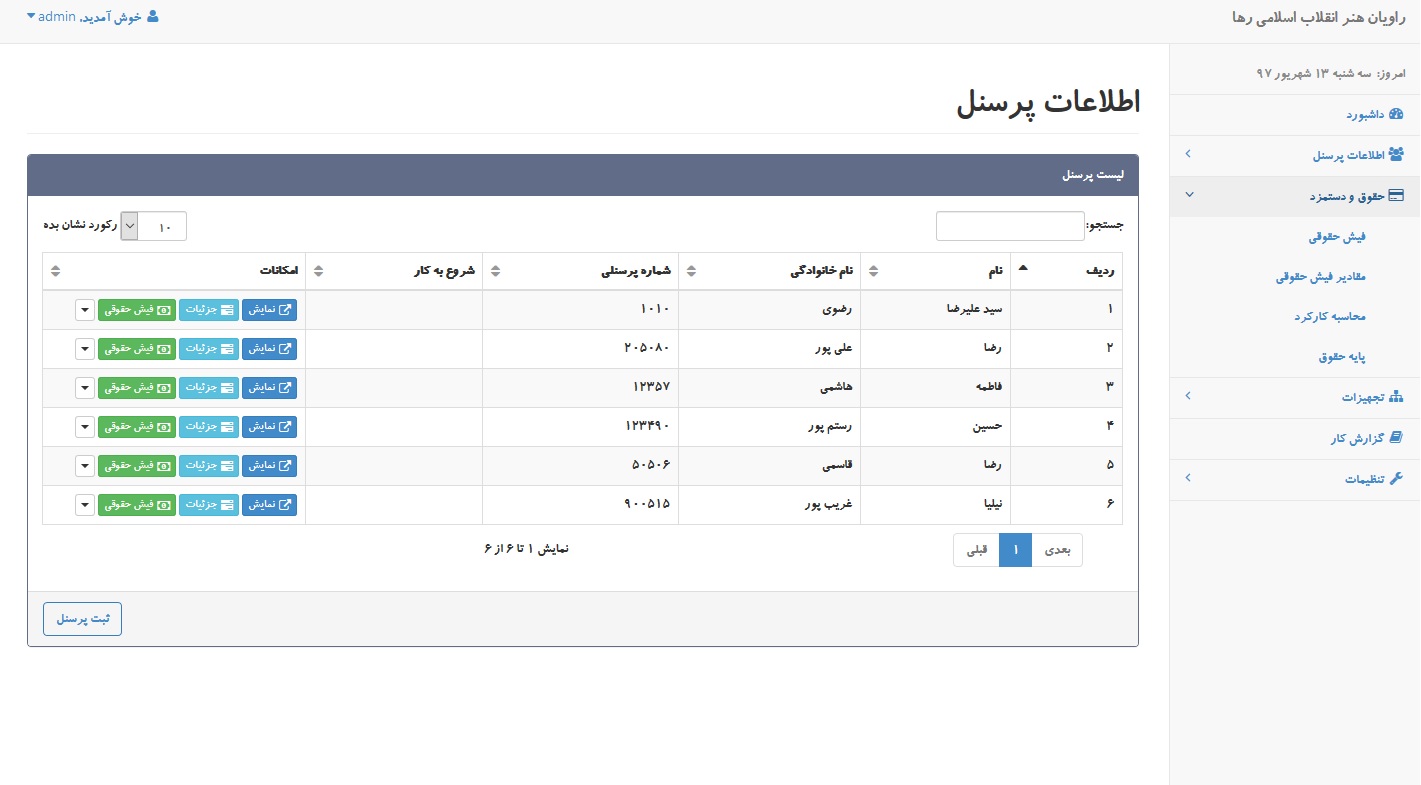 راویان هنر انقلاب اسلامی رها
خوش آمدید, admin
امروز: سه شنبه ۱۳ شهریور ۹۷
داشبورد
اطلاعات پرسنل
حقوق و دستمزد
فیش حقوقی
مقادیر فیش حقوقی
محاسبه کارکرد
پایه حقوق
تجهیزات
گزارش کار
تنظیمات
اطلاعات پرسنل
لیست پرسنل
جستجو:
۱۰ رکورد نشان بده
ردیف نام نام خانوادگی شماره پرسنلی شروع به کار امکانات
۱ سید علیرضا رضوی ۱۰۱۰ نمایش جزئیات فیش حقوقی
۲ رضا علی پور ۲۰۵۰۸۰ نمایش جزئیات فیش حقوقی
۳ فاطمه هاشمی ۱۲۳۵۷ نمایش جزئیات فیش حقوقی
۴ حسین رستم پور ۱۲۳۴۹۰ نمایش جزئیات فیش حقوقی
۵ رضا قاسمی ۵۰۵۰۶ نمایش جزئیات فیش حقوقی
۶ نیلیا غریب پور ۹۰۰۵۱۵ نمایش جزئیات فیش حقوقی
بعدی ۱ قبلی
نمایش ۱ تا ۶ از ۶
ثبت پرسنل